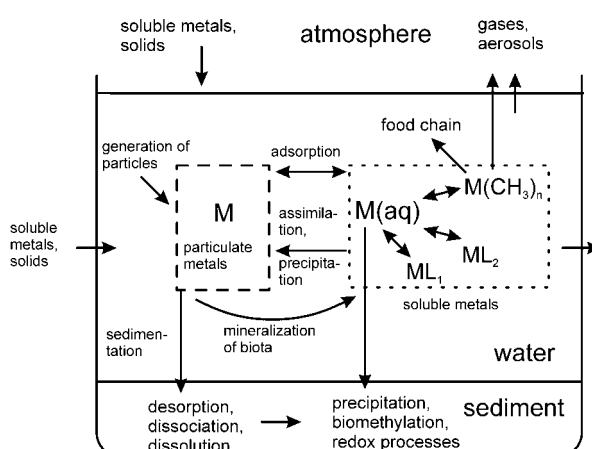 soluble metals,
solids
atmosphere
gases,
aerosols
food chain
generation of
particles
adsorption
M(CH₃)ₙ
M
M(aq)
assimilation,
particulate
metals
precipita-
tion
ML₁
ML₂
soluble metals
soluble
metals,
solids
sedimen-
tation
mineralization
of biota
water
sediment
desorption,
dissociation,
dissolution
precipitation,
biomethylation,
redox processes